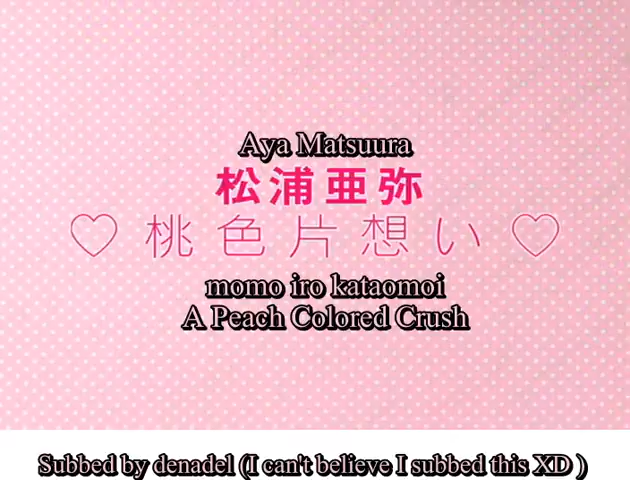 Aya Matsuura
松浦亜弥
♡桃色片想い♡
momo iro kataomoi
A Peach Colored Crush
Subbed by denadel (I can't believe I subbed this XD )